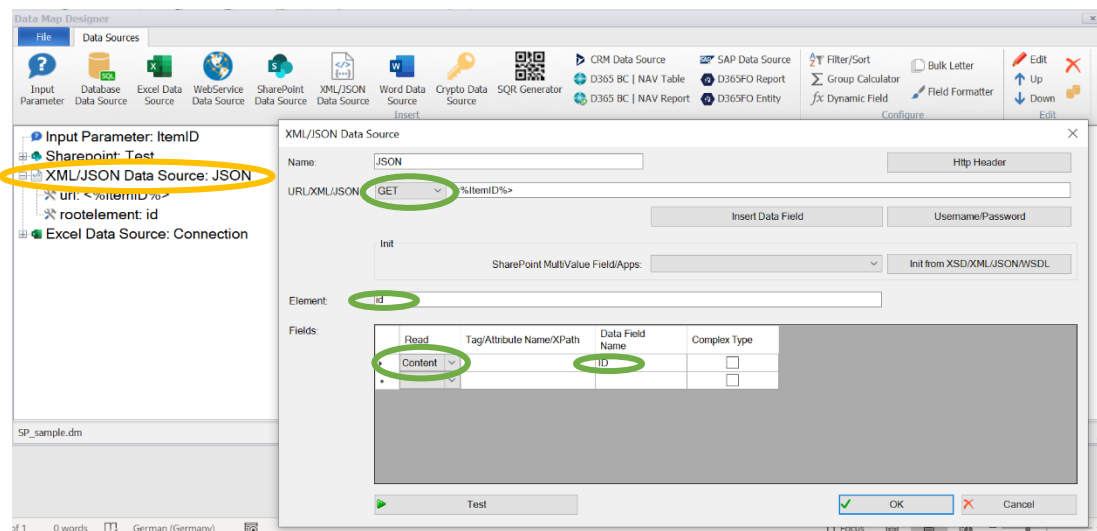 Data Map Designer
File Data Sources
Input Parameter
Database Data Source
Excel Data Source
WebService Data Source
SharePoint Data Source
XML/JSON Data Source
Word Data Source
Crypto Data Source
SQR Generator
CRM Data Source
D365 BC | NAV Table
D365 BC | NAV Report
SAP Data Source
D365FO Report
D365FO Entity
Filter/Sort
Group Calculator
fx Dynamic Field
Bulk Letter
Field Formatter
Edit
Up
Down
Insert
Configure
Edit
Input Parameter: ItemID
Sharepoint: Test
XML/JSON Data Source: JSON
url: <%ItemID%>
rootelement: id
Excel Data Source: Connection
SP_sample.dm
XML/JSON Data Source
Name: JSON Http Header
URL/XML/JSON GET <%ItemID%>
Insert Data Field Username/Password
Init
SharePoint MultiValue Field/Apps: Init from XSD/XML/JSON/WSDL
Element: id
Fields:
Read Tag/Attribute Name/XPath Data Field Name Complex Type
Content ID
Test OK Cancel
of 1 0 words German (Germany) Focus